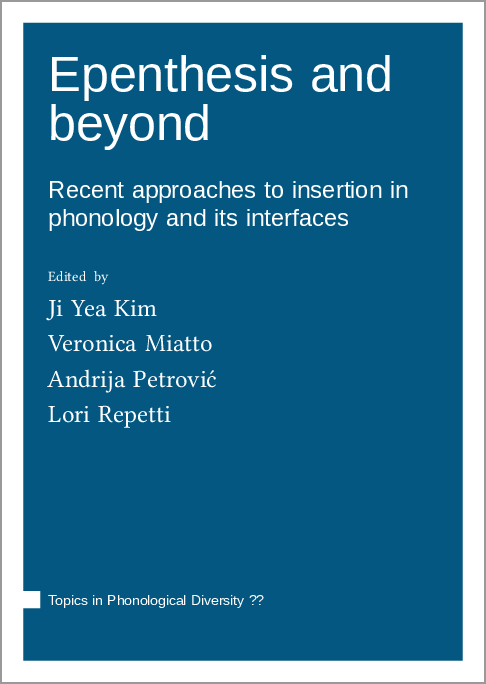 Epenthesis and
beyond
Recent approaches to insertion in
phonology and its interfaces
Edited by
Ji Yea Kim
Veronica Miatto
Andrija Petrović
Lori Repetti
Topics in Phonological Diversity ??